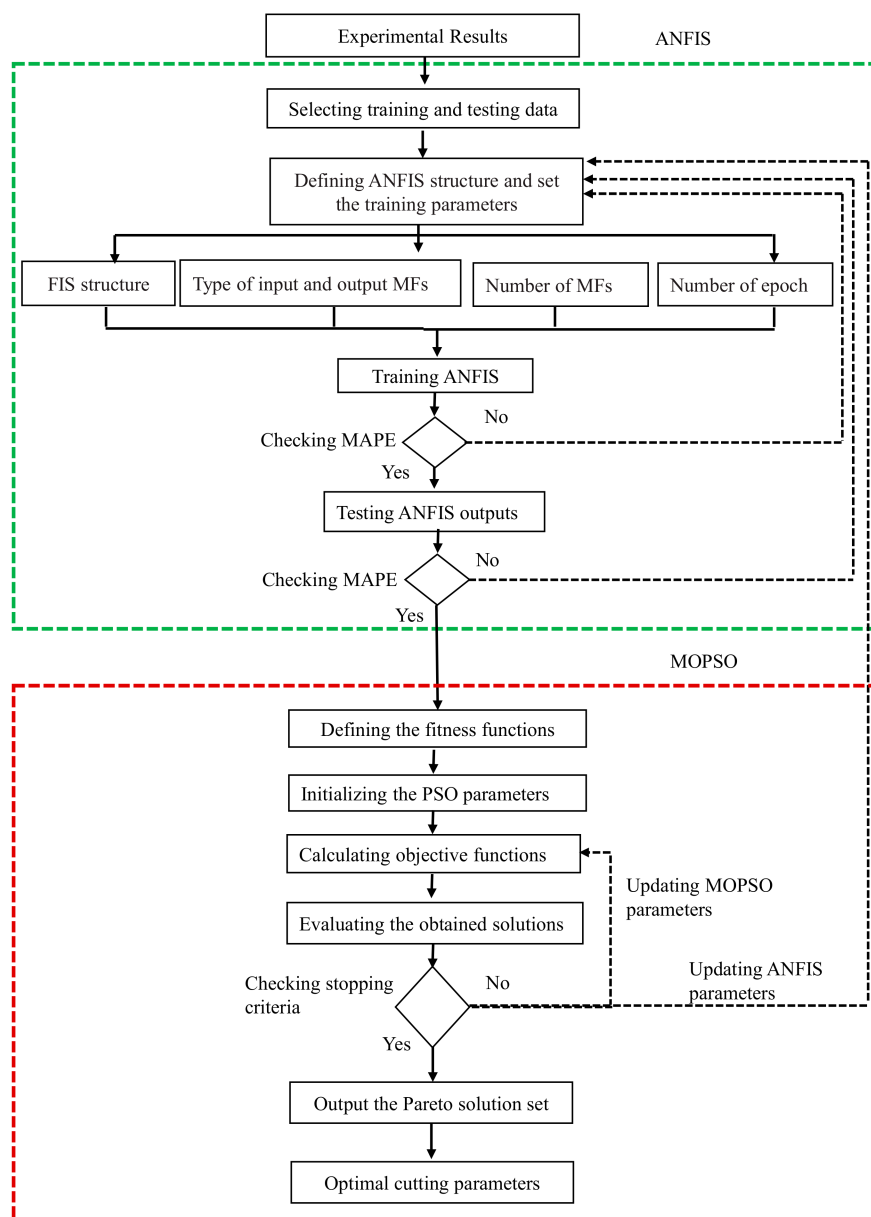 Experimental Results
ANFIS
Selecting training and testing data
Defining ANFIS structure and set
the training parameters
FIS structure
Type of input and output MFs
Number of MFs
Number of epoch
Training ANFIS
No
Checking MAPE
Yes
Testing ANFIS outputs
No
Checking MAPE
Yes
MOPSO
Defining the fitness functions
Initializing the PSO parameters
Calculating objective functions
Updating MOPSO
parameters
Evaluating the obtained solutions
Checking stopping
criteria
No
Updating ANFIS
parameters
Yes
Output the Pareto solution set
Optimal cutting parameters